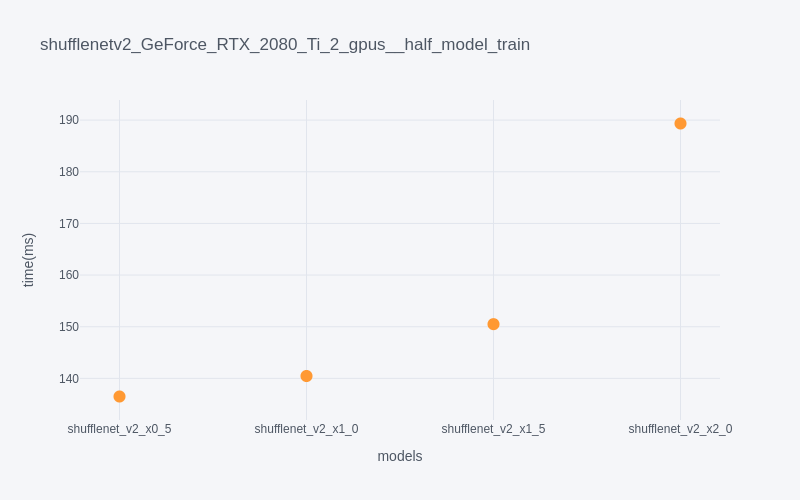 shufflenetv2_GeForce_RTX_2080_Ti_2_gpus__half_model_train
190
180
170
160
150
140
time(ms)
shufflenet_v2_x0_5 shufflenet_v2_x1_0 shufflenet_v2_x1_5 shufflenet_v2_x2_0
models